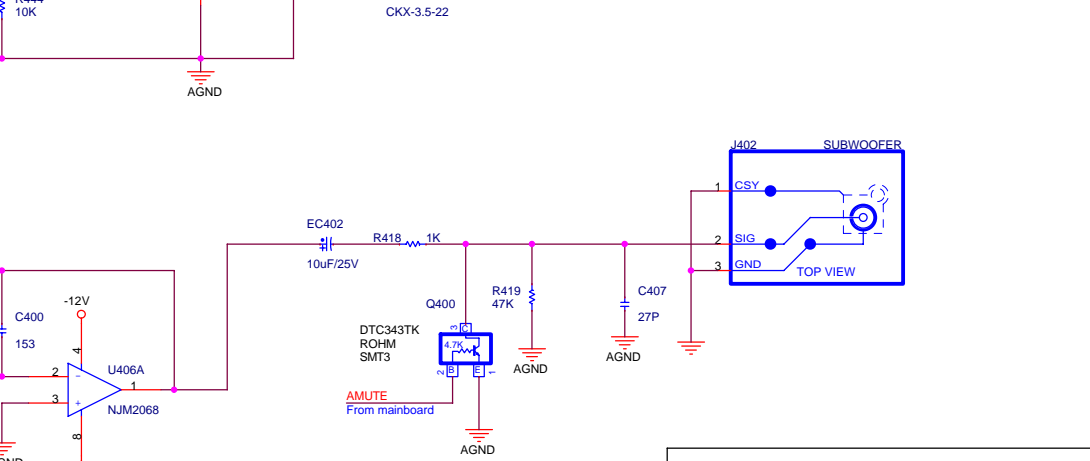 R444
10K
CKX-3.5-22
AGND
J402 SUBWOOFER
1 CSY
2 SIG
3 GND
TOP VIEW
EC402
10uF/25V
R418 1K
R419
47K
C407
27P
AGND
AGND
Q400
DTC343TK
ROHM
SMT3
3 C
4.7K
2 B E 1
AMUTE
From mainboard
AGND
-12V
C400
153
4
U406A
2 -
1
3 +
NJM2068
8